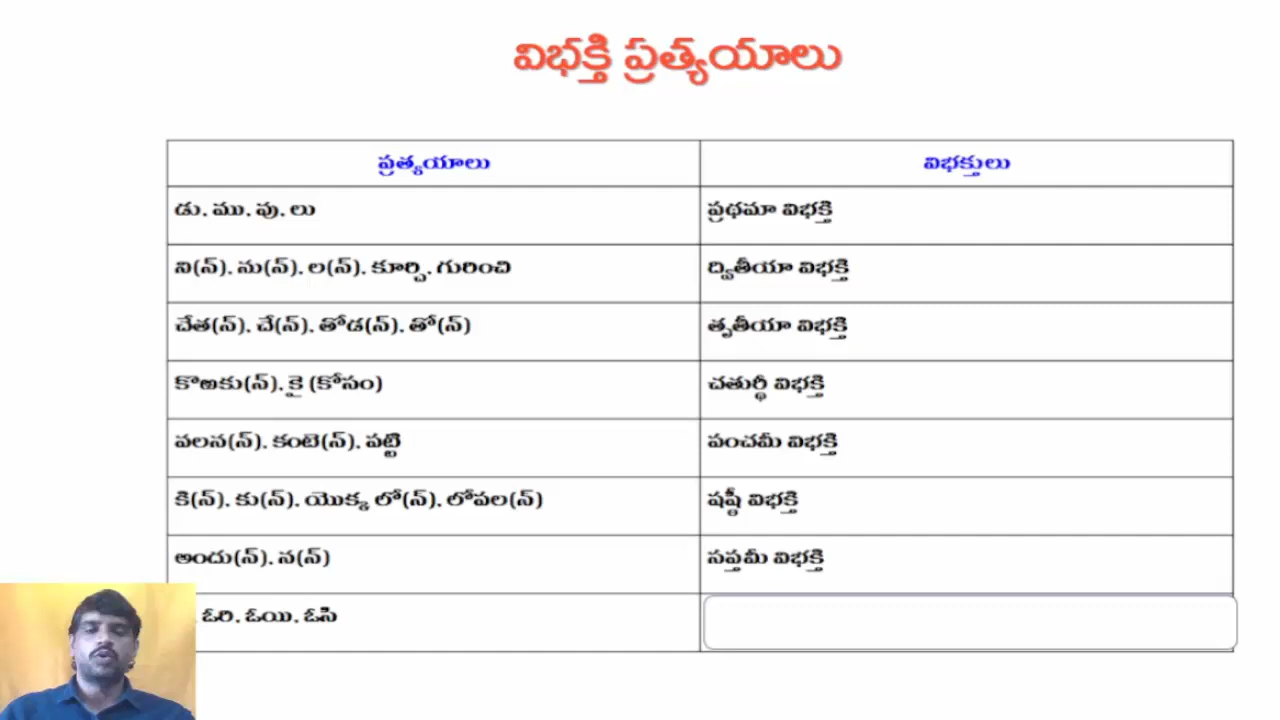 విభక్తి ప్రత్యయాలు
ప్రత్యయాలు విభక్తులు
డు. ము. వు. లు ప్రథమా విభక్తి
ని(న్). ను(న్). ల(న్). కూర్చి. గురించి ద్వితీయా విభక్తి
చేత(న్). చే(న్). తోడ(న్). తో(న్) తృతీయా విభక్తి
కొఱకు(న్). కై (కోసం) చతుర్థీ విభక్తి
వలన(న్). కంటె(న్). పట్టి పంచమీ విభక్తి
కి(న్). కు(న్). యొక్క లో(న్). లోపల(న్) షష్ఠీ విభక్తి
అందు(న్). న(న్) సప్తమీ విభక్తి
. ఓరి. ఓయి. ఓసి